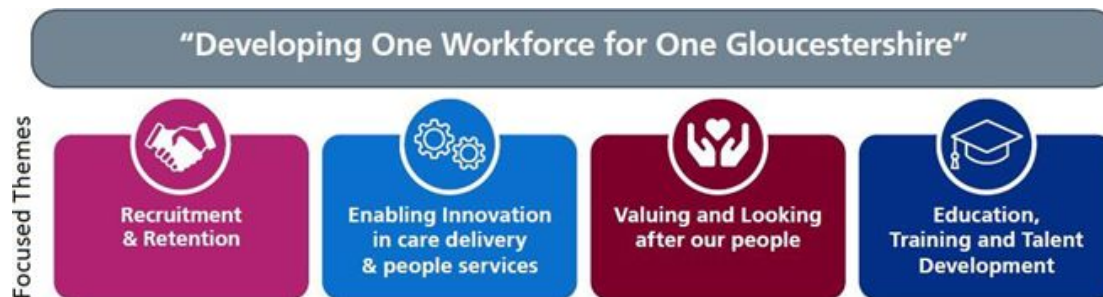 “Developing One Workforce for One Gloucestershire”
Focused Themes
Recruitment
& Retention
Enabling Innovation
in care delivery
& people services
Valuing and Looking
after our people
Education,
Training and Talent
Development